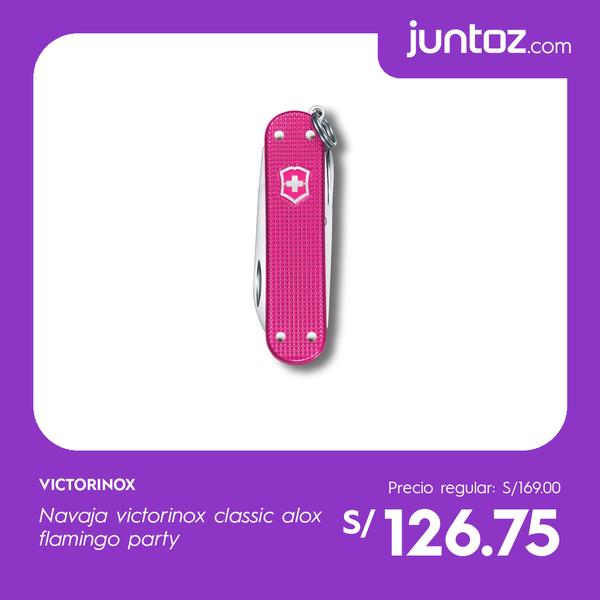 juntoz.com
VICTORINOX
Navaja victorinox classic alox
flamingo party
Precio regular: S/169.00
S/126.75